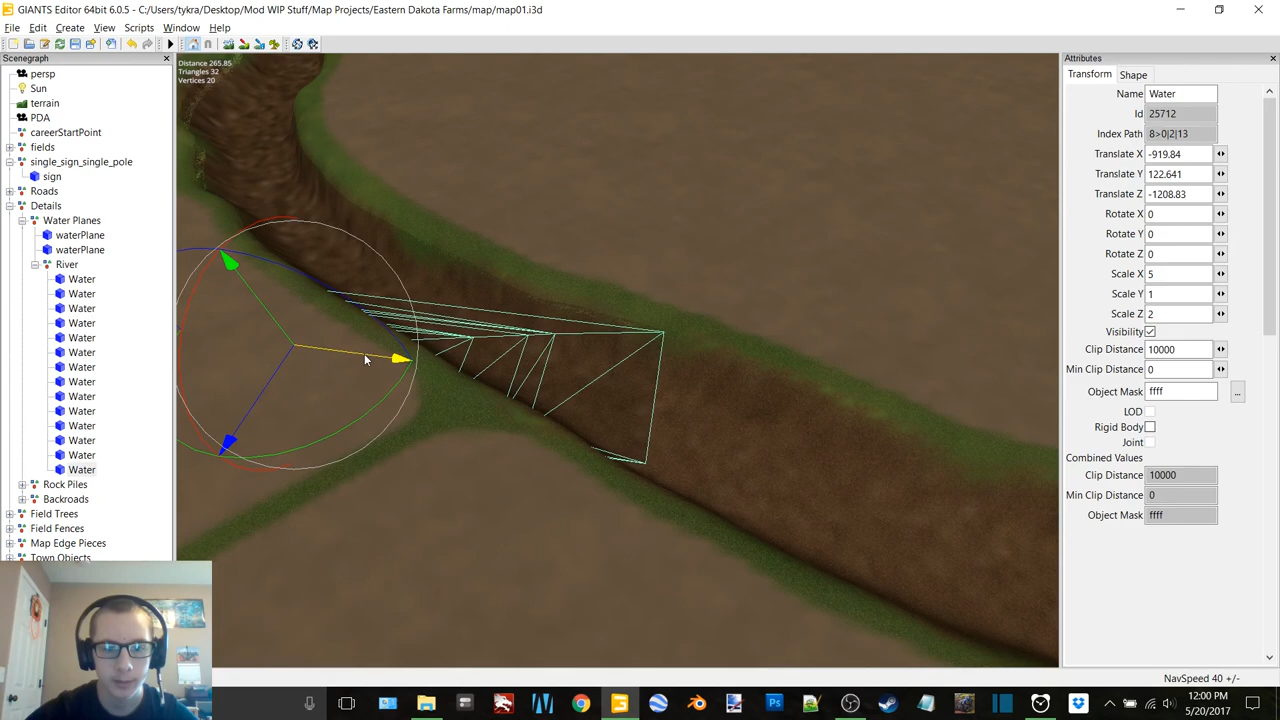 GIANTS Editor 64bit 6.0.5 - C:/Users/tykra/Desktop/Mod WIP Stuff/Map Projects/Eastern Dakota Farms/map/map01.i3d
File Edit Create View Scripts Window Help
Scenegraph
persp
Sun
terrain
PDA
careerStartPoint
fields
single_sign_single_pole
sign
Roads
Details
Water Planes
waterPlane
waterPlane
River
Water
Water
Water
Water
Water
Water
Water
Water
Water
Water
Water
Water
Water
Water
Rock Piles
Backroads
Field Trees
Field Fences
Map Edge Pieces
Town Objects
Distance 265.85
Triangles 32
Vertices 20
Attributes
Transform Shape
Name Water
Id 25712
Index Path 8>0|2|13
Translate X -919.84
Translate Y 122.641
Translate Z -1208.83
Rotate X 0
Rotate Y 0
Rotate Z 0
Scale X 5
Scale Y 1
Scale Z 2
Visibility
Clip Distance 10000
Min Clip Distance 0
Object Mask ffff ...
LOD
Rigid Body
Joint
Combined Values
Clip Distance 10000
Min Clip Distance 0
Object Mask ffff
NavSpeed 40 +/-
12:00 PM
5/20/2017